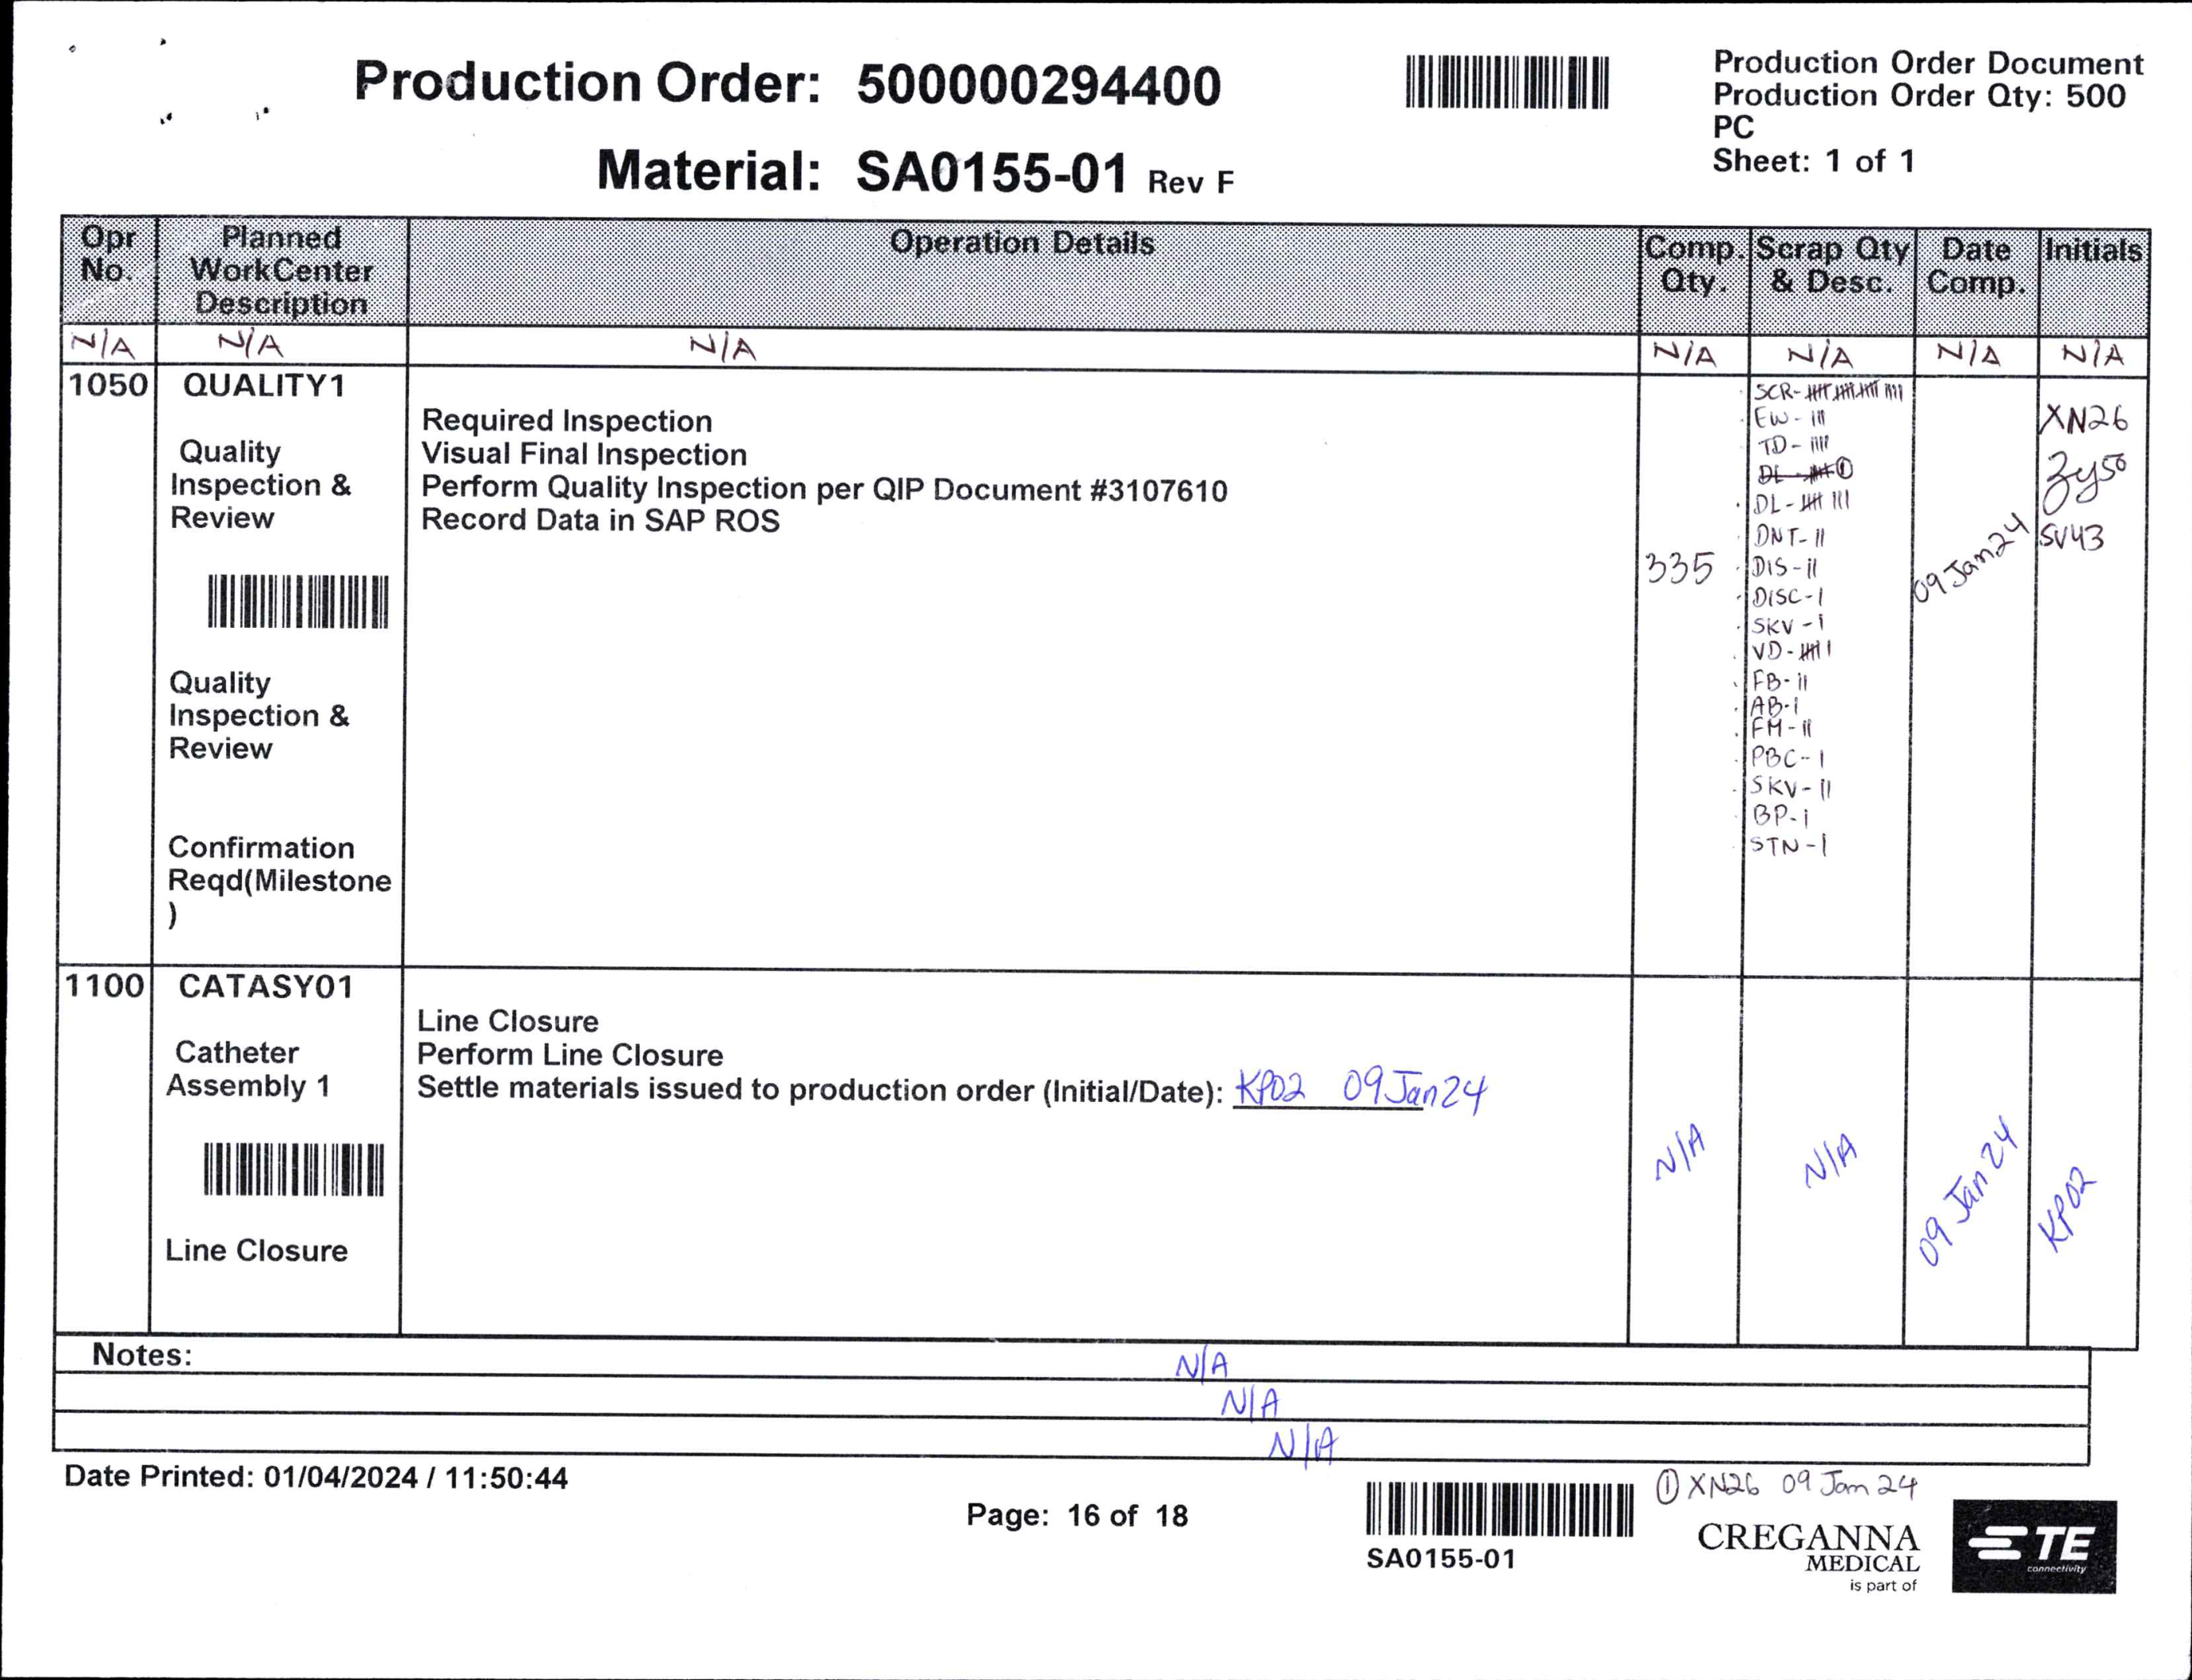 Production Order: 500000294400
Production Order Document
Production Order Qty: 500
PC
Sheet: 1 of 1
Material: SA0155-01 Rev F
Opr No. | Planned WorkCenter Description | Operation Details | Comp. Qty. | Scrap Qty & Desc. | Date Comp. | Initials
N/A N/A N/A N/A N/A N/A N/A
1050 QUALITY1
Quality
Inspection &
Review
Quality
Inspection &
Review
Confirmation
Reqd(Milestone
)
Required Inspection
Visual Final Inspection
Perform Quality Inspection per QIP Document #3107610
Record Data in SAP ROS
335
SCR-
EW- III
TD- IIII
DL - ①
DL - IIII III
DNT- II
DIS- II
DISC- I
SKV - I
VD- IIII I
FB- II
AB- I
FM- II
PBC- I
SKV- II
BP- I
STN- I
09 Jan 24
XN26
Zy50
SV43
1100 CATASY01
Catheter
Assembly 1
Line Closure
Line Closure
Perform Line Closure
Settle materials issued to production order (Initial/Date): KP02 09 Jan 24
N/A N/A 09 Jan 24 KP02
Notes: N/A
N/A
N/A
Date Printed: 01/04/2024 / 11:50:44
Page: 16 of 18
SA0155-01
① XN26 09 Jan 24
CREGANNA
MEDICAL
is part of
TE
connectivity